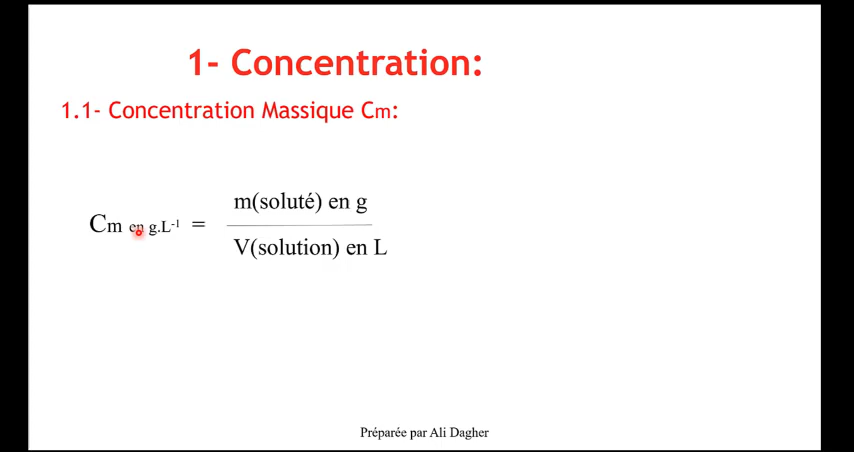 1- Concentration:
1.1- Concentration Massique Cm:
Cm en g.L⁻¹ = m(soluté) en g
V(solution) en L
Préparée par Ali Dagher